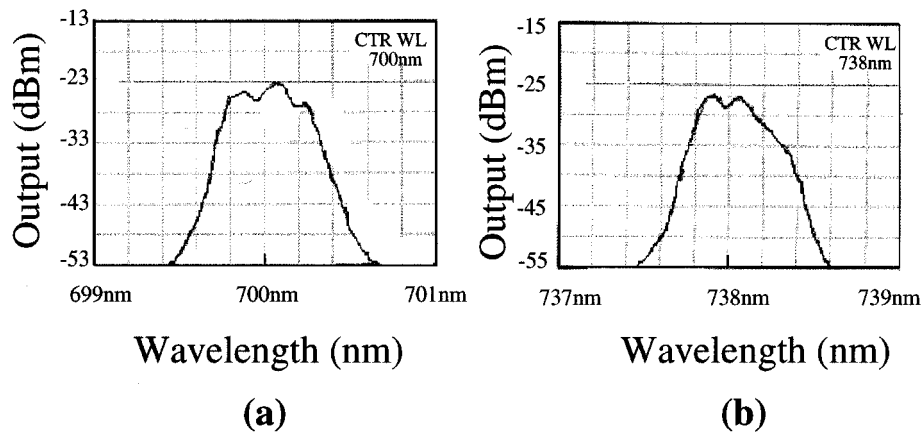 -13
-23
-33
-43
-53
Output (dBm)
CTR WL
700nm
699nm
700nm
701nm
Wavelength (nm)
(a)
-15
-25
-35
-45
-55
Output (dBm)
CTR WL
738nm
737nm
738nm
739nm
Wavelength (nm)
(b)